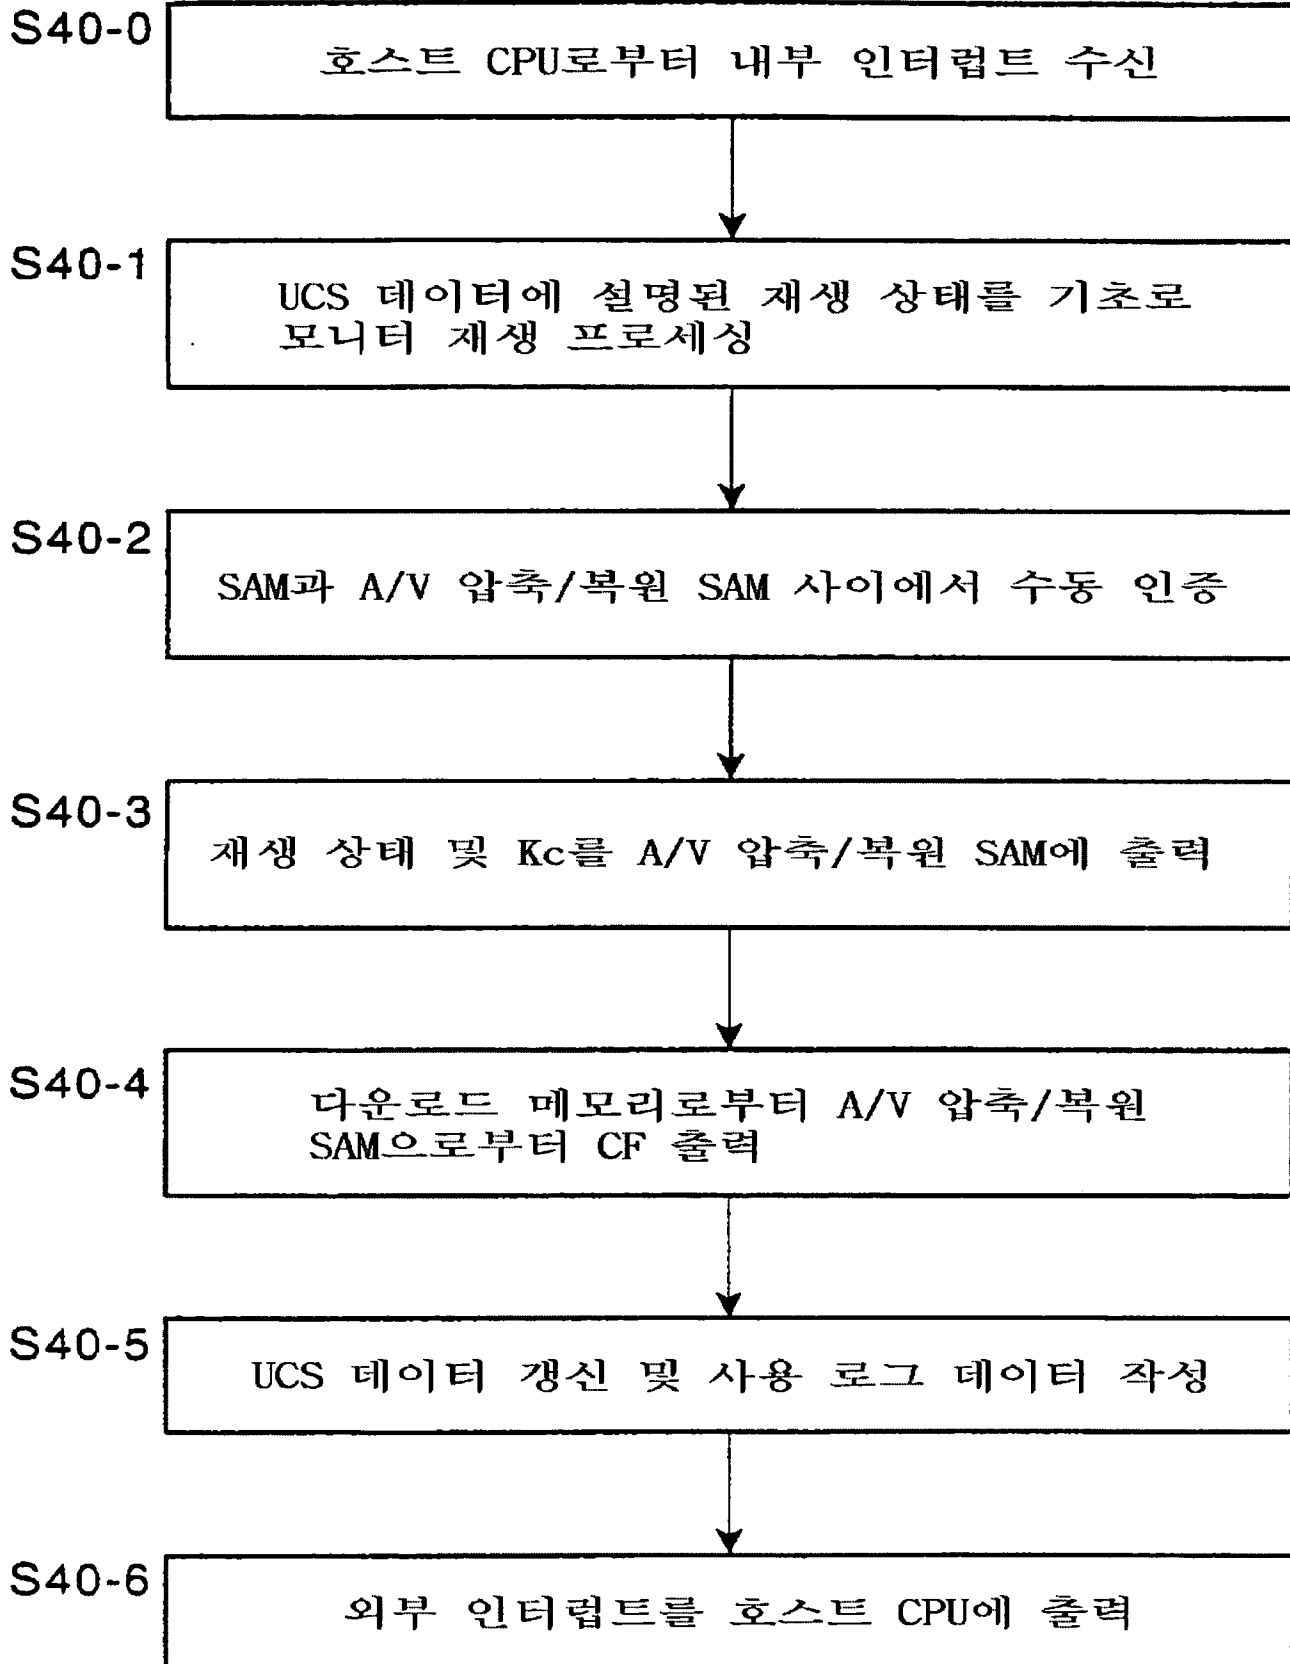 S40-0
호스트 CPU로부터 내부 인터럽트 수신
S40-1
UCS 데이터에 설명된 재생 상태를 기초로
모니터 재생 프로세싱
S40-2
SAM과 A/V 압축/복원 SAM 사이에서 수동 인증
S40-3
재생 상태 및 Kc를 A/V 압축/복원 SAM에 출력
S40-4
다운로드 메모리로부터 A/V 압축/복원
SAM으로부터 CF 출력
S40-5
UCS 데이터 갱신 및 사용 로그 데이터 작성
S40-6
외부 인터럽트를 호스트 CPU에 출력